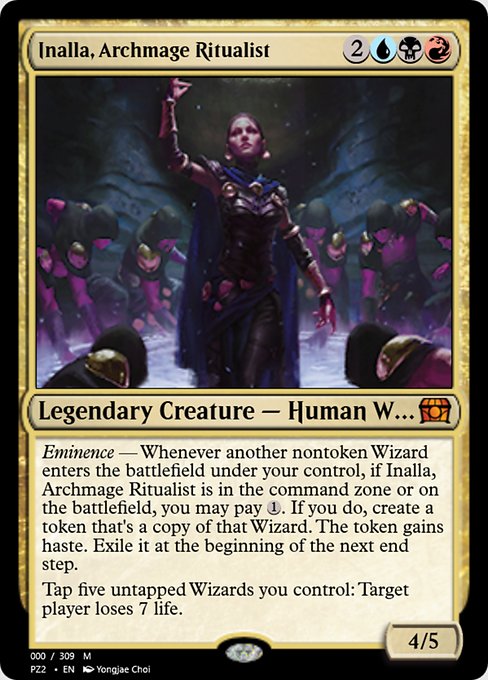 Inalla, Archmage Ritualist 2
Legendary Creature — Human W...
Eminence — Whenever another nontoken Wizard
enters the battlefield under your control, if Inalla,
Archmage Ritualist is in the command zone or on
the battlefield, you may pay 1. If you do, create a
token that's a copy of that Wizard. The token gains
haste. Exile it at the beginning of the next end
step.
Tap five untapped Wizards you control: Target
player loses 7 life.
4/5
000 / 309 M
PZ2 • EN Yongjae Choi